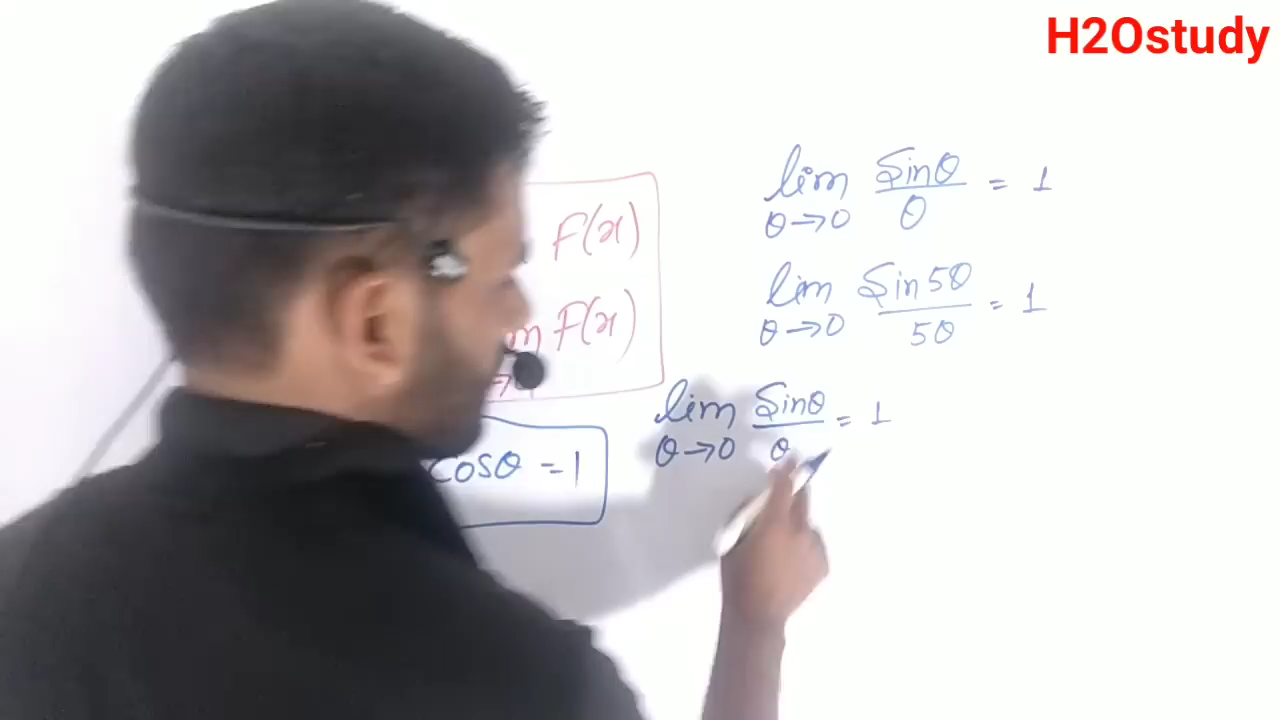 H2Ostudy
F(x)
F(x)
cosθ = 1
lim sinθ/θ = 1
θ→0
lim sin5θ/5θ = 1
θ→0
lim sinθ/θ = 1
θ→0